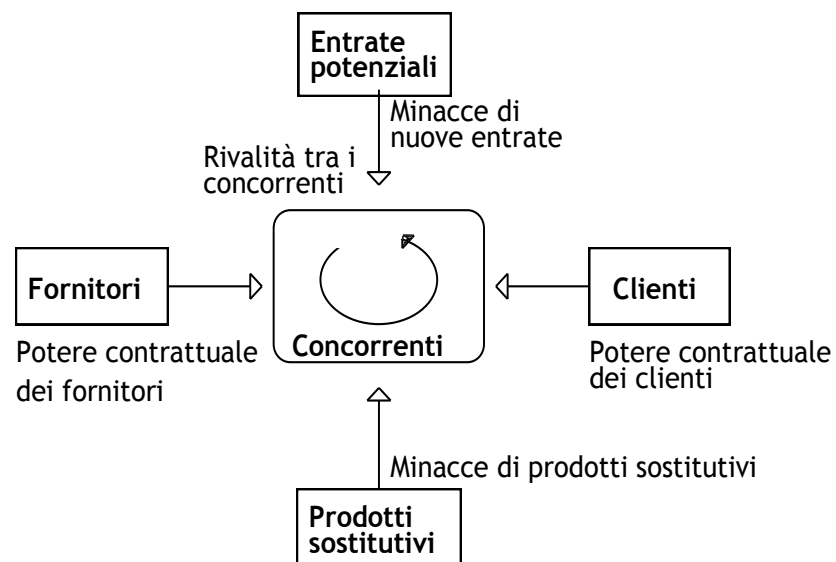 Entrate
potenziali
Minacce di
nuove entrate
Rivalità tra i
concorrenti
Fornitori
Clienti
Concorrenti
Potere contrattuale
dei fornitori
Potere contrattuale
dei clienti
Minacce di prodotti sostitutivi
Prodotti
sostitutivi